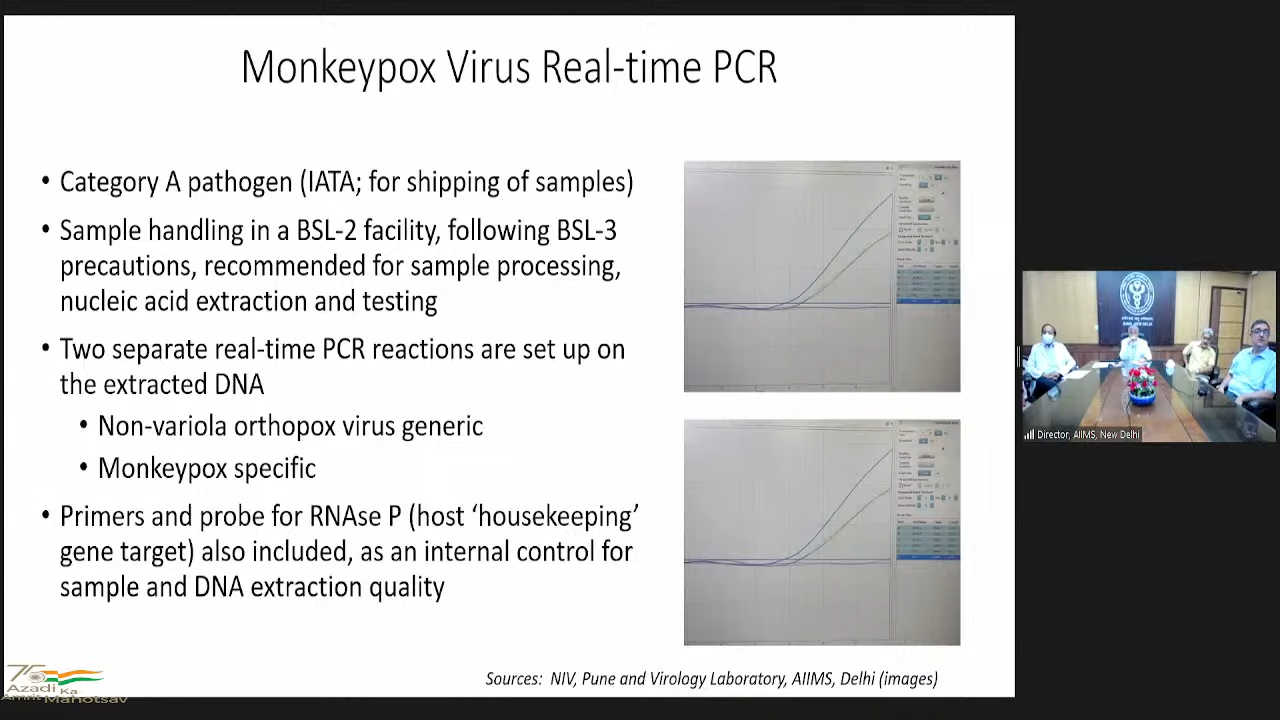 Monkeypox Virus Real-time PCR
• Category A pathogen (IATA; for shipping of samples)
• Sample handling in a BSL-2 facility, following BSL-3
precautions, recommended for sample processing,
nucleic acid extraction and testing
• Two separate real-time PCR reactions are set up on
the extracted DNA
• Non-variola orthopox virus generic
• Monkeypox specific
• Primers and probe for RNAse P (host ‘housekeeping’
gene target) also included, as an internal control for
sample and DNA extraction quality
Sources: NIV, Pune and Virology Laboratory, AIIMS, Delhi (images)
75
Azadi Ka
Amrit Mahotsav
Director, AIIMS, New Delhi